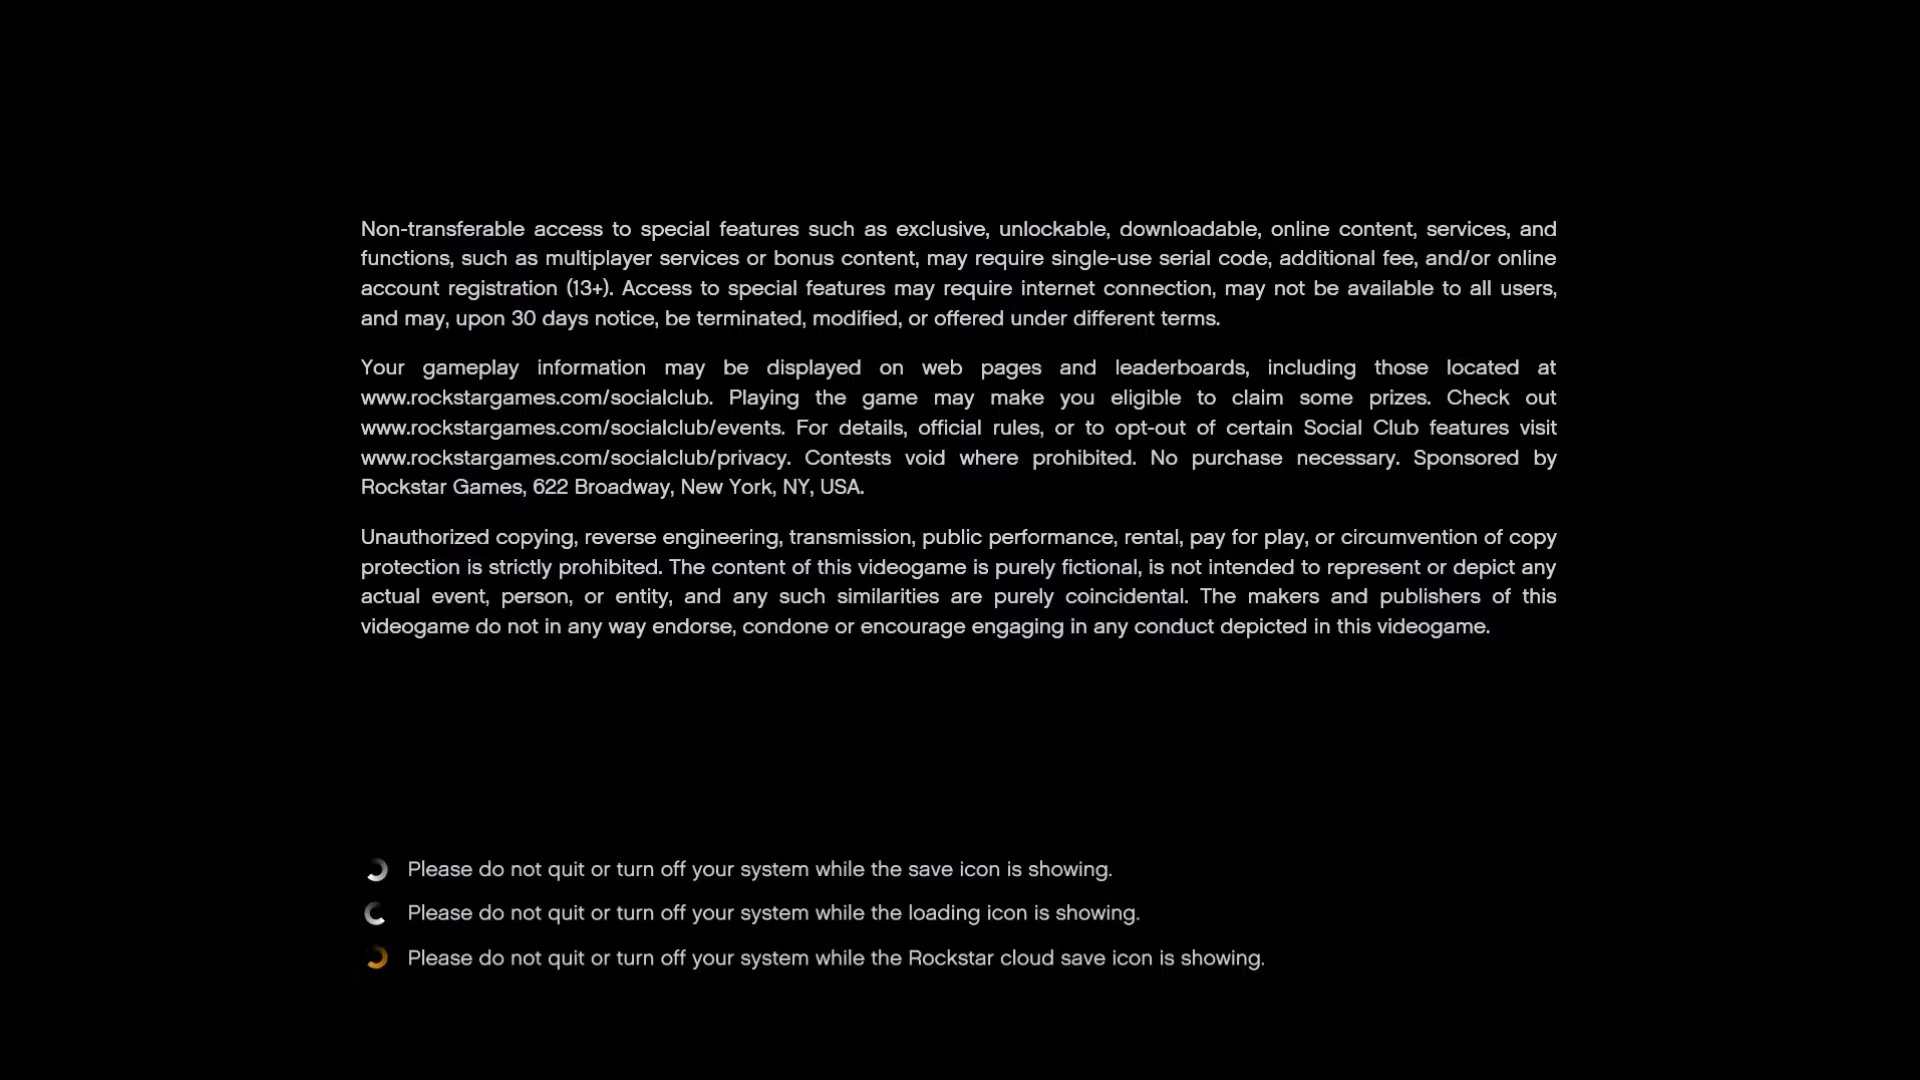 Non-transferable access to special features such as exclusive, unlockable, downloadable, online content, services, and
functions, such as multiplayer services or bonus content, may require single-use serial code, additional fee, and/or online
account registration (13+). Access to special features may require internet connection, may not be available to all users,
and may, upon 30 days notice, be terminated, modified, or offered under different terms.
Your gameplay information may be displayed on web pages and leaderboards, including those located at
www.rockstargames.com/socialclub. Playing the game may make you eligible to claim some prizes. Check out
www.rockstargames.com/socialclub/events. For details, official rules, or to opt-out of certain Social Club features visit
www.rockstargames.com/socialclub/privacy. Contests void where prohibited. No purchase necessary. Sponsored by
Rockstar Games, 622 Broadway, New York, NY, USA.
Unauthorized copying, reverse engineering, transmission, public performance, rental, pay for play, or circumvention of copy
protection is strictly prohibited. The content of this videogame is purely fictional, is not intended to represent or depict any
actual event, person, or entity, and any such similarities are purely coincidental. The makers and publishers of this
videogame do not in any way endorse, condone or encourage engaging in any conduct depicted in this videogame.
Please do not quit or turn off your system while the save icon is showing.
Please do not quit or turn off your system while the loading icon is showing.
Please do not quit or turn off your system while the Rockstar cloud save icon is showing.